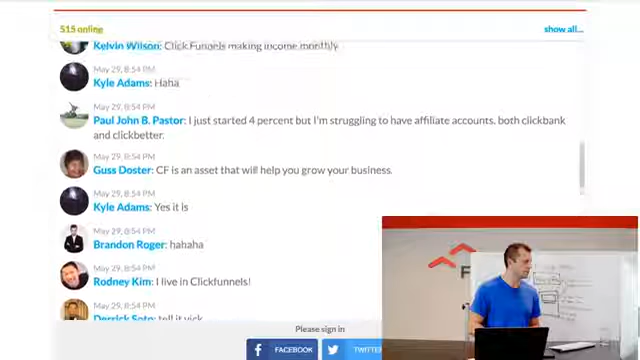 515 online show all...
Kelvin Wilson: Click Funnels making income monthly
May 29, 8:54 PM
Kyle Adams: Haha
May 29, 8:54 PM
Paul John B. Pastor: I just started 4 percent but I'm struggling to have affiliate accounts. both clickbank
and clickbetter.
May 29, 8:54 PM
Guss Doster: CF is an asset that will help you grow your business.
May 29, 8:54 PM
Kyle Adams: Yes it is
May 29, 8:54 PM
Brandon Roger: hahaha
May 29, 8:54 PM
Rodney Kim: I live in Clickfunnels!
May 29, 8:54 PM
Derrick Soto: tell it vick
Please sign in
FACEBOOK
TWITTER